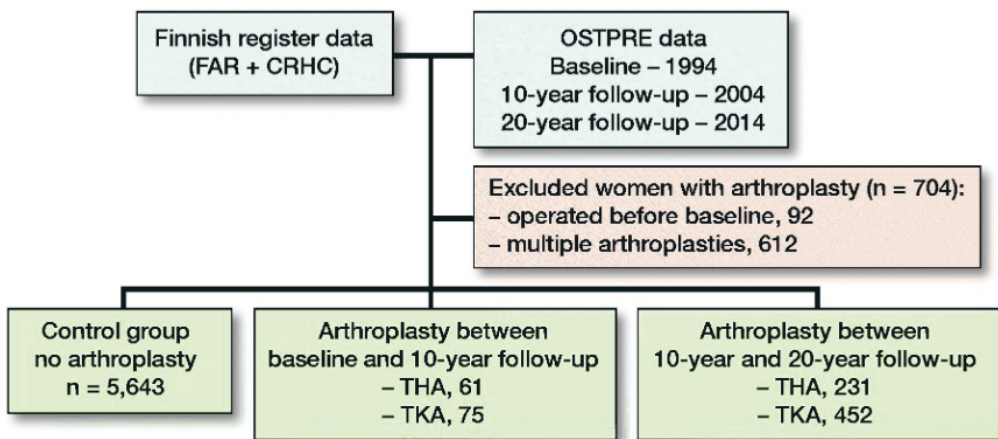 Finnish register data
(FAR + CRHC)
OSTPRE data
Baseline – 1994
10-year follow-up – 2004
20-year follow-up – 2014
Excluded women with arthroplasty (n = 704):
– operated before baseline, 92
– multiple arthroplasties, 612
Control group
no arthroplasty
n = 5,643
Arthroplasty between
baseline and 10-year follow-up
– THA, 61
– TKA, 75
Arthroplasty between
10-year and 20-year follow-up
– THA, 231
– TKA, 452